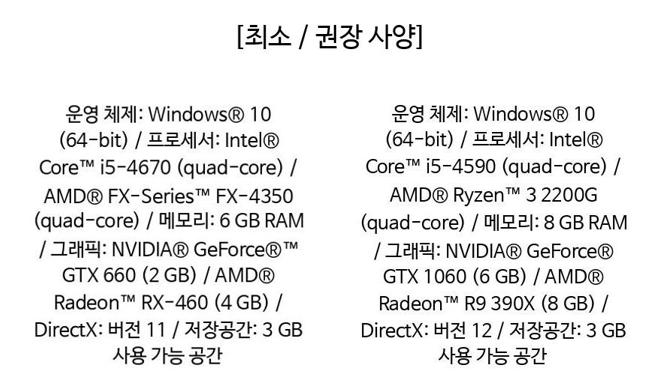 [최소 / 권장 사양]
운영 체제: Windows® 10
(64-bit) / 프로세서: Intel®
Core™ i5-4670 (quad-core) /
AMD® FX-Series™ FX-4350
(quad-core) / 메모리: 6 GB RAM
/ 그래픽: NVIDIA® GeForce®™
GTX 660 (2 GB) / AMD®
Radeon™ RX-460 (4 GB) /
DirectX: 버전 11 / 저장공간: 3 GB
사용 가능 공간
운영 체제: Windows® 10
(64-bit) / 프로세서: Intel®
Core™ i5-4590 (quad-core) /
AMD® Ryzen™ 3 2200G
(quad-core) / 메모리: 8 GB RAM
/ 그래픽: NVIDIA® GeForce®
GTX 1060 (6 GB) / AMD®
Radeon™ R9 390X (8 GB) /
DirectX: 버전 12 / 저장공간: 3 GB
사용 가능 공간